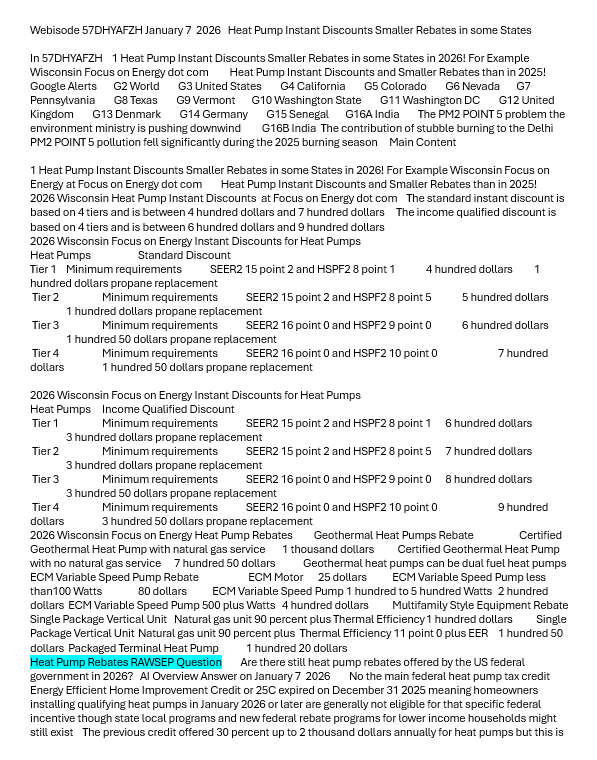 Webisode 57DHYAFZH January 7 2026 Heat Pump Instant Discounts Smaller Rebates in some States
In 57DHYAFZH 1 Heat Pump Instant Discounts Smaller Rebates in some States in 2026! For Example
Wisconsin Focus on Energy dot com Heat Pump Instant Discounts and Smaller Rebates than in 2025!
Google Alerts G2 World G3 United States G4 California G5 Colorado G6 Nevada G7
Pennsylvania G8 Texas G9 Vermont G10 Washington State G11 Washington DC G12 United
Kingdom G13 Denmark G14 Germany G15 Senegal G16A India The PM2 POINT 5 problem the
environment ministry is pushing downwind G16B India The contribution of stubble burning to the Delhi
PM2 POINT 5 pollution fell significantly during the 2025 burning season Main Content
1 Heat Pump Instant Discounts Smaller Rebates in some States in 2026! For Example Wisconsin Focus on
Energy at Focus on Energy dot com Heat Pump Instant Discounts and Smaller Rebates than in 2025!
2026 Wisconsin Heat Pump Instant Discounts at Focus on Energy dot com The standard instant discount is
based on 4 tiers and is between 4 hundred dollars and 7 hundred dollars The income qualified discount is
based on 4 tiers and is between 6 hundred dollars and 9 hundred dollars
2026 Wisconsin Focus on Energy Instant Discounts for Heat Pumps
Heat Pumps Standard Discount
Tier 1 Minimum requirements SEER2 15 point 2 and HSPF2 8 point 1 4 hundred dollars 1
hundred dollars propane replacement
Tier 2 Minimum requirements SEER2 15 point 2 and HSPF2 8 point 5 5 hundred dollars
1 hundred dollars propane replacement
Tier 3 Minimum requirements SEER2 16 point 0 and HSPF2 9 point 0 6 hundred dollars
1 hundred 50 dollars propane replacement
Tier 4 Minimum requirements SEER2 16 point 0 and HSPF2 10 point 0 7 hundred
dollars 1 hundred 50 dollars propane replacement
2026 Wisconsin Focus on Energy Instant Discounts for Heat Pumps
Heat Pumps Income Qualified Discount
Tier 1 Minimum requirements SEER2 15 point 2 and HSPF2 8 point 1 6 hundred dollars
3 hundred dollars propane replacement
Tier 2 Minimum requirements SEER2 15 point 2 and HSPF2 8 point 5 7 hundred dollars
3 hundred dollars propane replacement
Tier 3 Minimum requirements SEER2 16 point 0 and HSPF2 9 point 0 8 hundred dollars
3 hundred 50 dollars propane replacement
Tier 4 Minimum requirements SEER2 16 point 0 and HSPF2 10 point 0 9 hundred
dollars 3 hundred 50 dollars propane replacement
2026 Wisconsin Focus on Energy Heat Pump Rebates Geothermal Heat Pumps Rebate Certified
Geothermal Heat Pump with natural gas service 1 thousand dollars Certified Geothermal Heat Pump
with no natural gas service 7 hundred 50 dollars Geothermal heat pumps can be dual fuel heat pumps
ECM Variable Speed Pump Rebate ECM Motor 25 dollars ECM Variable Speed Pump less
than100 Watts 80 dollars ECM Variable Speed Pump 1 hundred to 5 hundred Watts 2 hundred
dollars ECM Variable Speed Pump 500 plus Watts 4 hundred dollars Multifamily Style Equipment Rebate
Single Package Vertical Unit Natural gas unit 90 percent plus Thermal Efficiency 1 hundred dollars Single
Package Vertical Unit Natural gas unit 90 percent plus Thermal Efficiency 11 point 0 plus EER 1 hundred 50
dollars Packaged Terminal Heat Pump 1 hundred 20 dollars
Heat Pump Rebates RAWSEP Question Are there still heat pump rebates offered by the US federal
government in 2026? AI Overview Answer on January 7 2026 No the main federal heat pump tax credit
Energy Efficient Home Improvement Credit or 25C expired on December 31 2025 meaning homeowners
installing qualifying heat pumps in January 2026 or later are generally not eligible for that specific federal
incentive though state local programs and new federal rebate programs for lower income households might
still exist The previous credit offered 30 percent up to 2 thousand dollars annually for heat pumps but this is